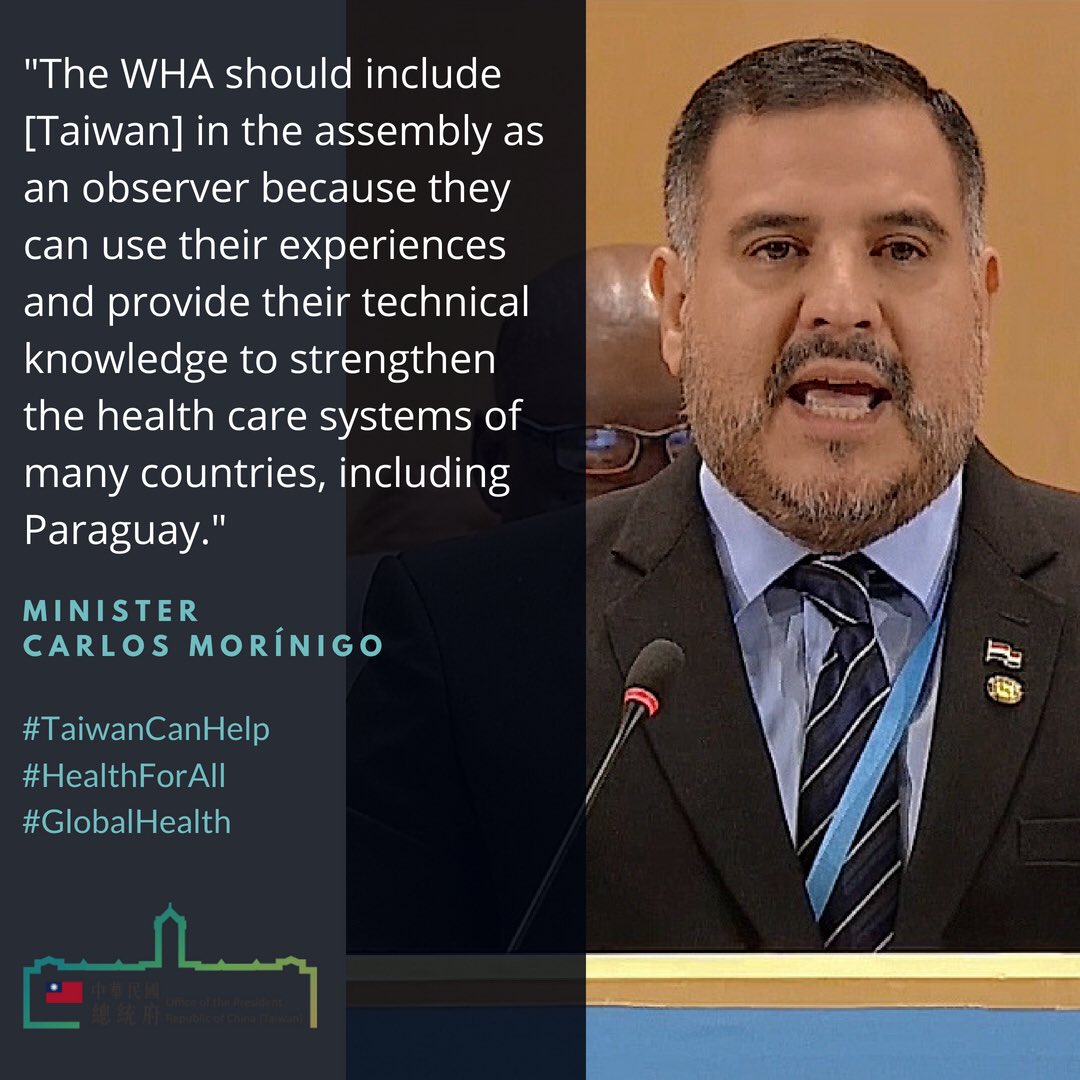 "The WHA should include
[Taiwan] in the assembly as
an observer because they
can use their experiences
and provide their technical
knowledge to strengthen
the health care systems of
many countries, including
Paraguay."
MINISTER
CARLOS MORÍNIGO
#TaiwanCanHelp
#HealthForAll
#GlobalHealth
中華民國
總統府
Office of the President
Republic of China (Taiwan)